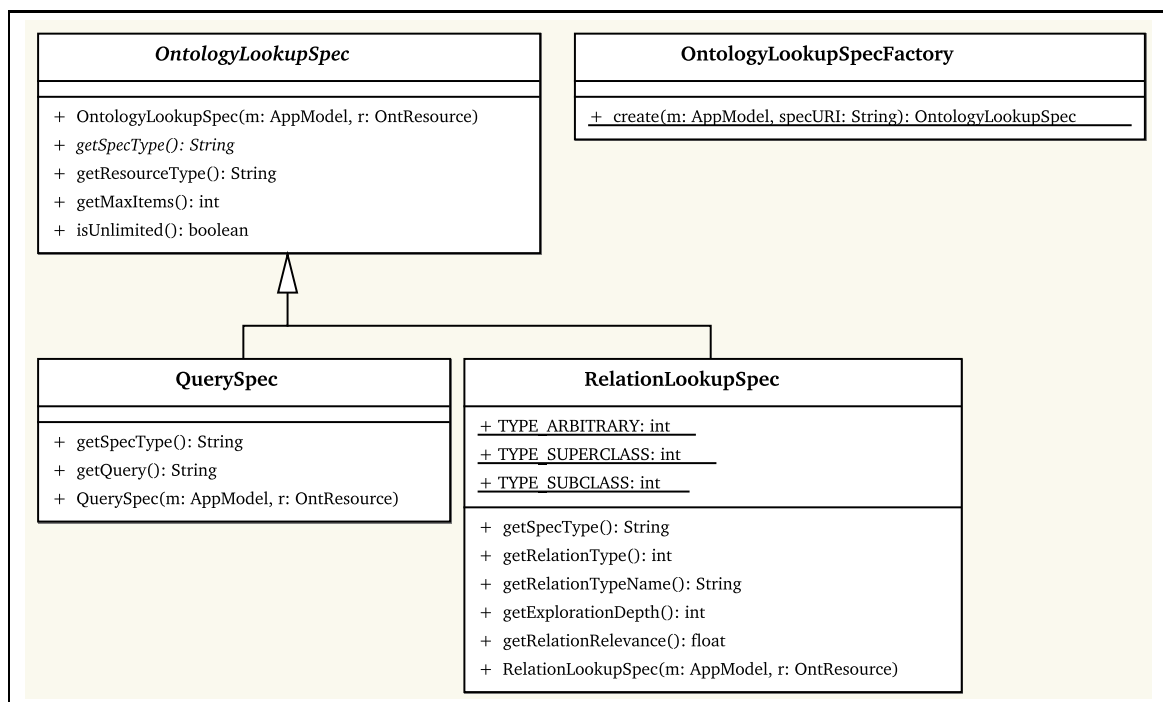 OntologyLookupSpec
+ OntologyLookupSpec(m: AppModel, r: OntResource)
+ getSpecType(): String
+ getResourceType(): String
+ getMaxItems(): int
+ isUnlimited(): boolean
OntologyLookupSpecFactory
+ create(m: AppModel, specURI: String): OntologyLookupSpec
QuerySpec
+ getSpecType(): String
+ getQuery(): String
+ QuerySpec(m: AppModel, r: OntResource)
RelationLookupSpec
+ TYPE_ARBITRARY: int
+ TYPE_SUPERCLASS: int
+ TYPE_SUBCLASS: int
+ getSpecType(): String
+ getRelationType(): int
+ getRelationTypeName(): String
+ getExplorationDepth(): int
+ getRelationRelevance(): float
+ RelationLookupSpec(m: AppModel, r: OntResource)